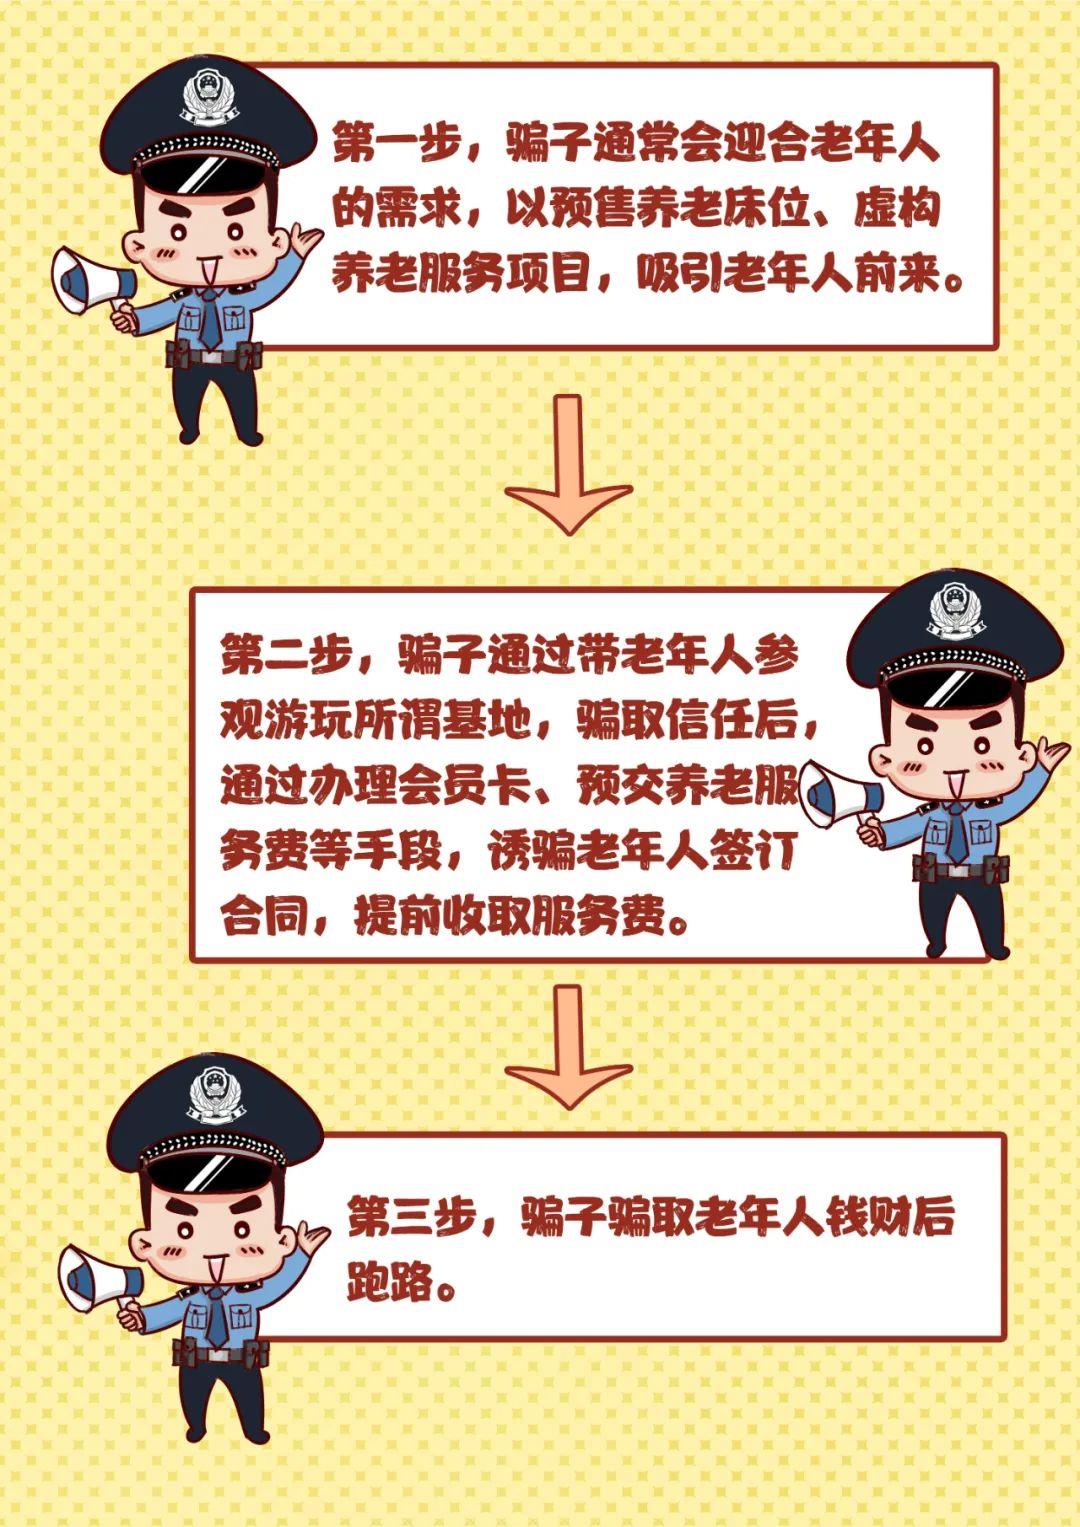 第一步，骗子通常会迎合老年人
的需求，以预售养老床位、虚构
养老服务项目，吸引老年人前来。
第二步，骗子通过带老年人参
观游玩所谓基地，骗取信任后，
通过办理会员卡、预交养老服
务费等手段，诱骗老年人签订
合同，提前收取服务费。
第三步，骗子骗取老年人钱财后
跑路。